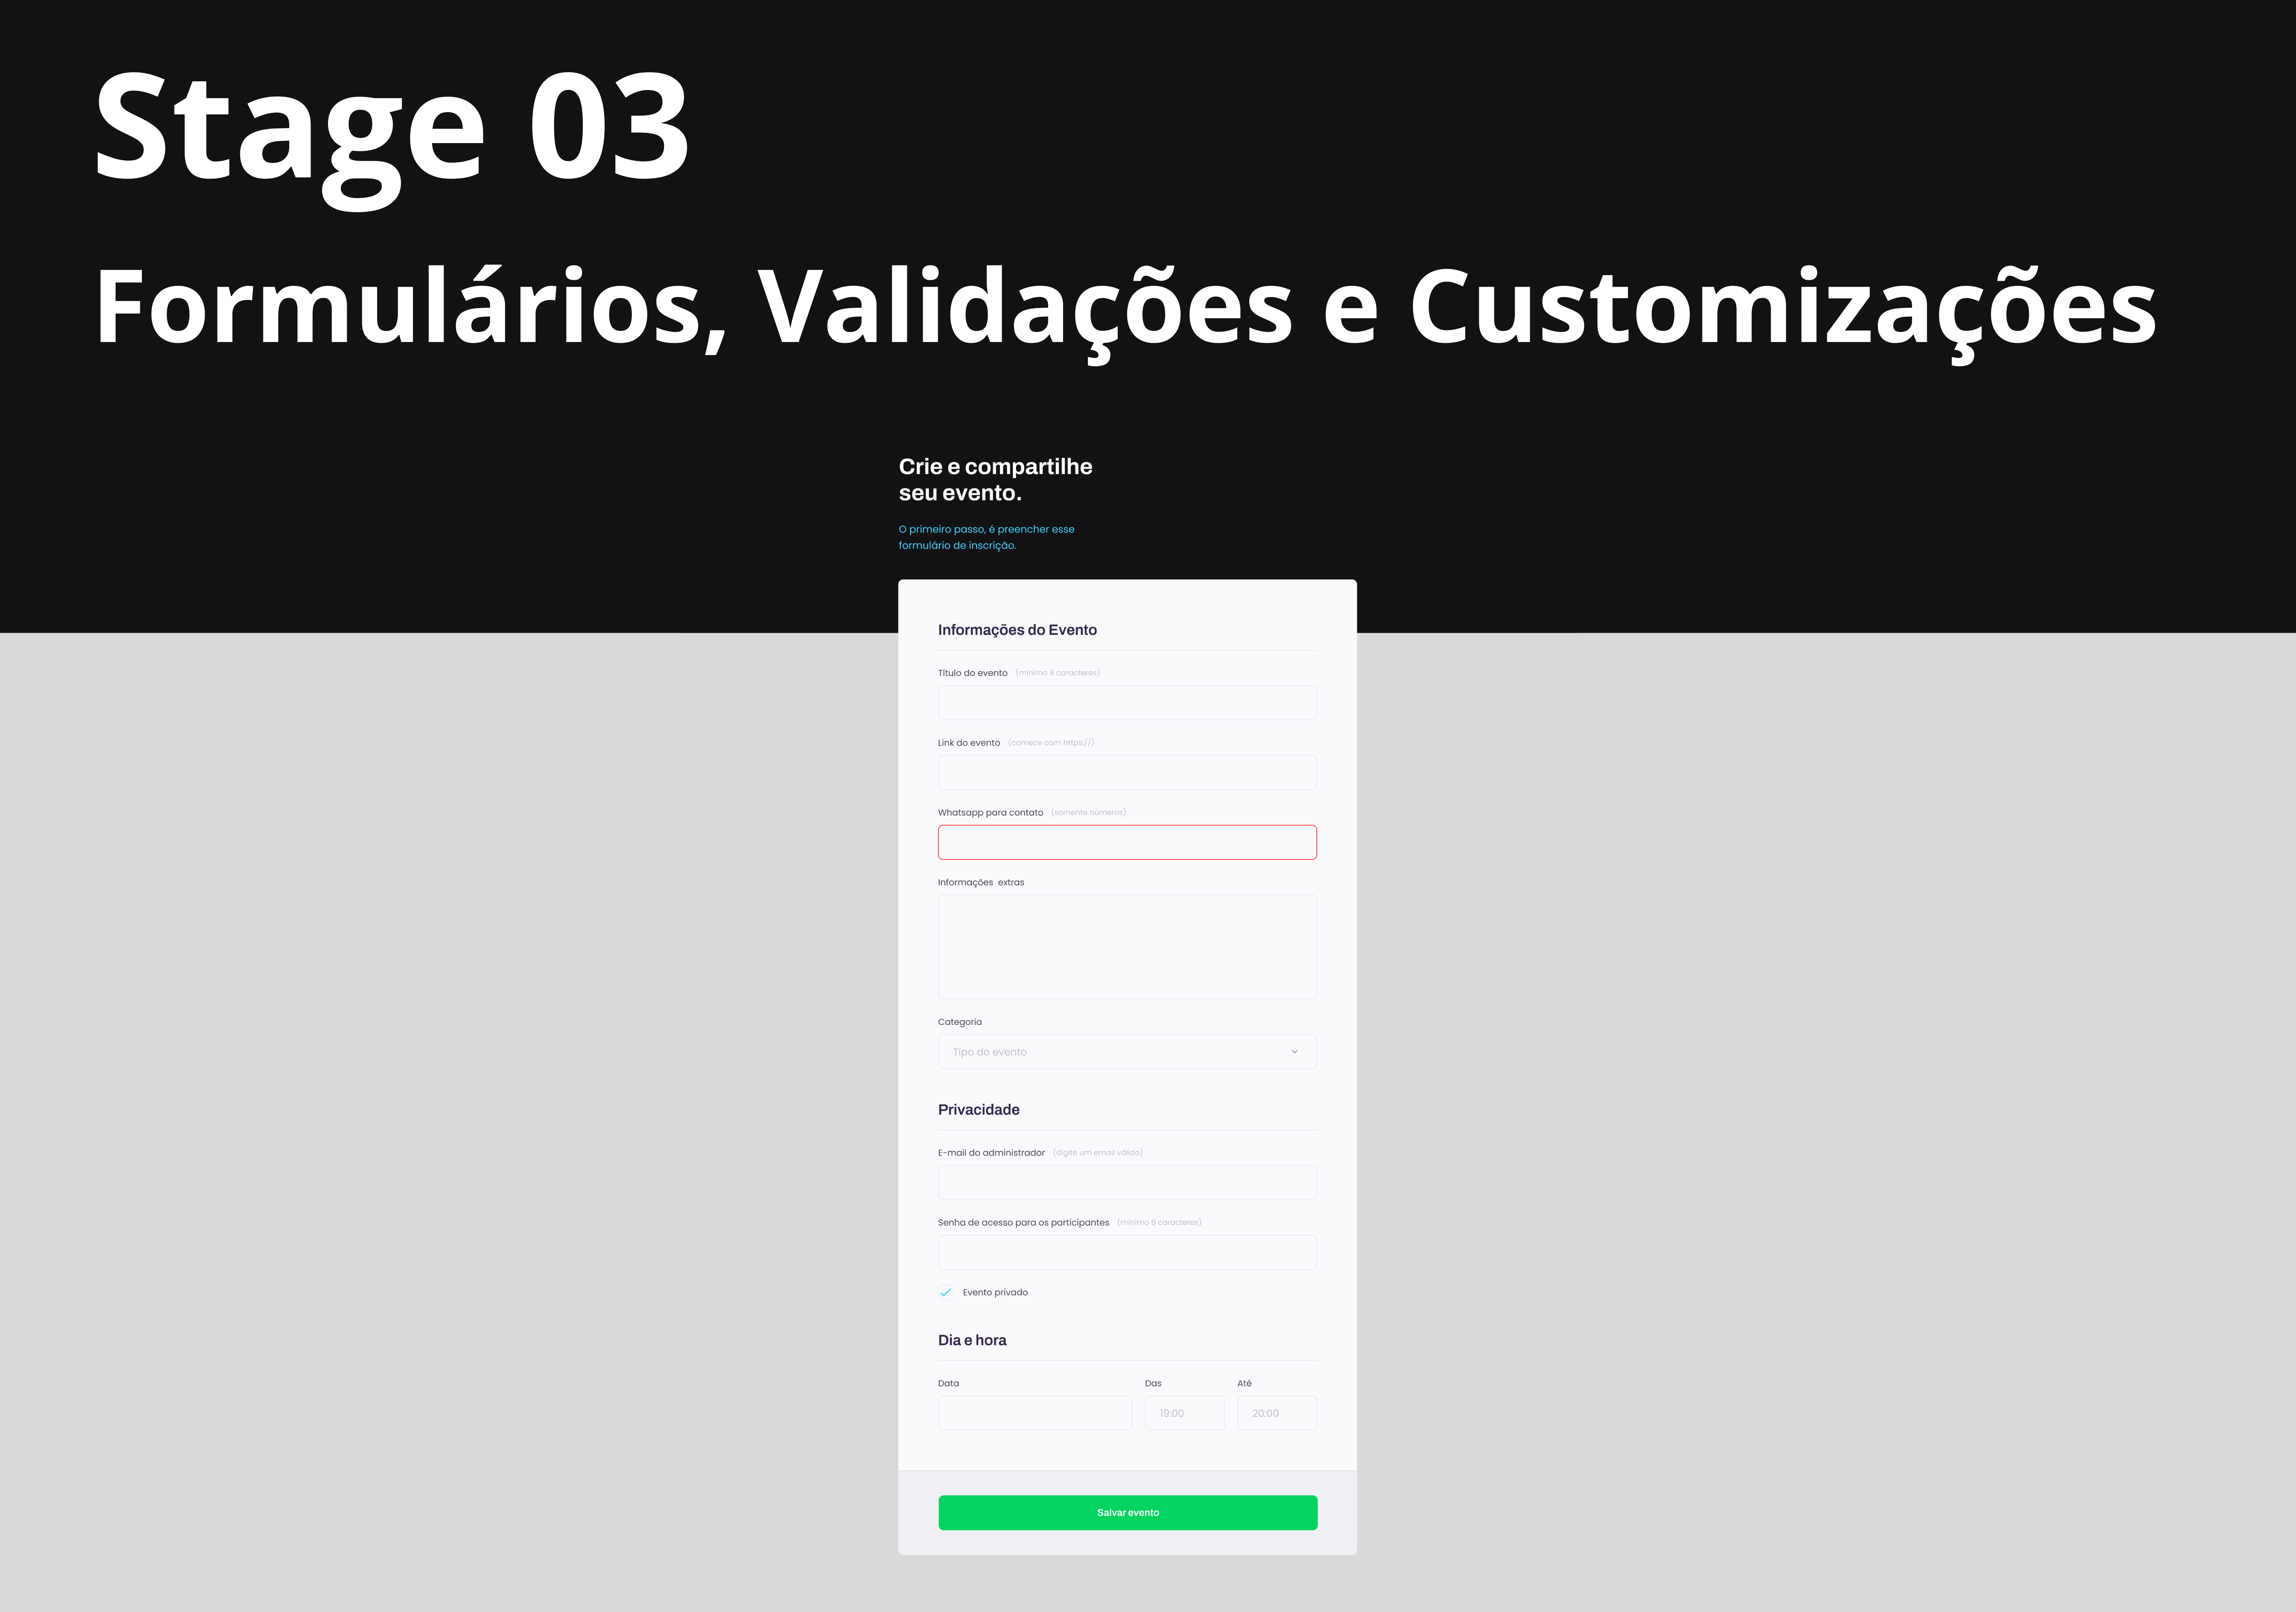 Stage 03
Formulários, Validações e Customizações
Crie e compartilhe
seu evento.
O primeiro passo, é preencher esse
formulário de inscrição.
Informações do Evento
Título do evento (mínimo 8 caracteres)
Link do evento (comece com https://)
Whatsapp para contato (somente números)
Informações extras
Categoria
Tipo do evento
Privacidade
E-mail do administrador (digite um email válido)
Senha de acesso para os participantes (mínimo 8 caracteres)
Evento privado
Dia e hora
Data Das Até
19:00 20:00
Salvar evento